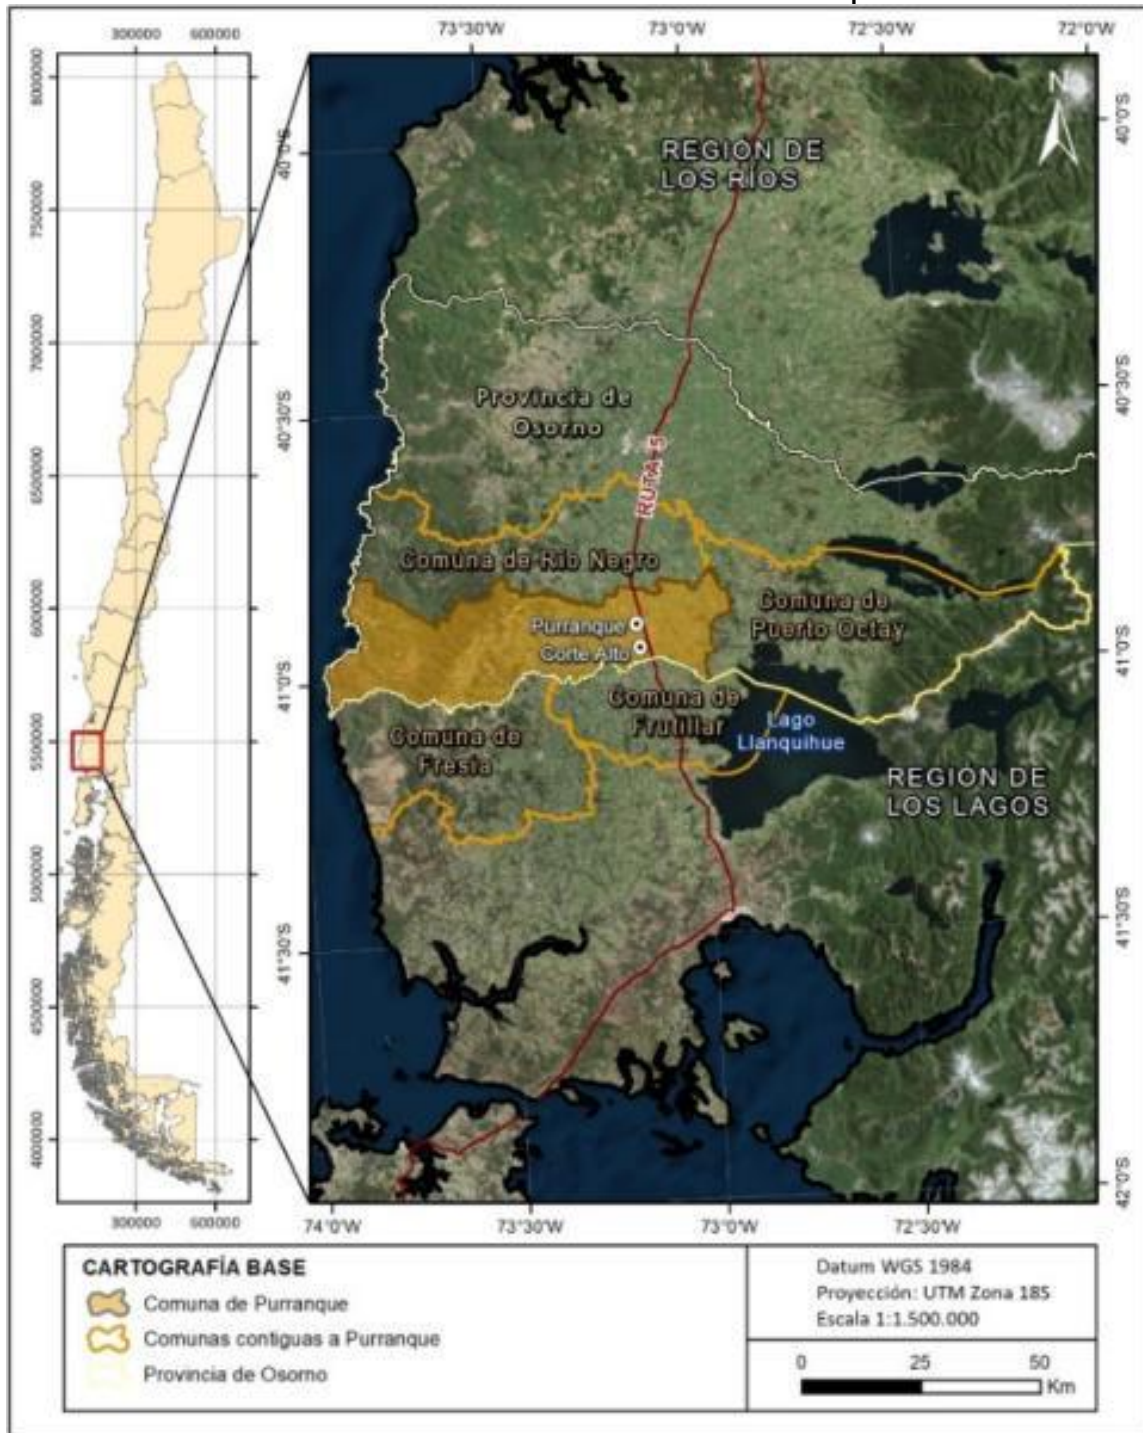 300000 600000
73°30'W 73°0'W 72°30'W 72°0'W
8000000
7500000
7000000
6500000
6000000
5500000
5000000
4500000
4000000
40°0'S
40°30'S
41°0'S
41°30'S
N
REGION DE
LOS RÍOS
Provincia de
Osorno
RUTA - 5
Comuna de Río Negro
Purranque
Corte Alto
Comuna de
Puerto Octay
Comuna de
Frutillar
Comuna de
Fresia
Lago
Llanquihue
REGION DE
LOS LAGOS
40°0'S
40°30'S
41°0'S
41°30'S
42°0'S
300000 600000
74°0'W 73°30'W 73°0'W 72°30'W
CARTOGRAFÍA BASE
Comuna de Purranque
Comunas contiguas a Purranque
Provincia de Osorno
Datum WGS 1984
Proyección: UTM Zona 18S
Escala 1:1.500.000
0 25 50
Km